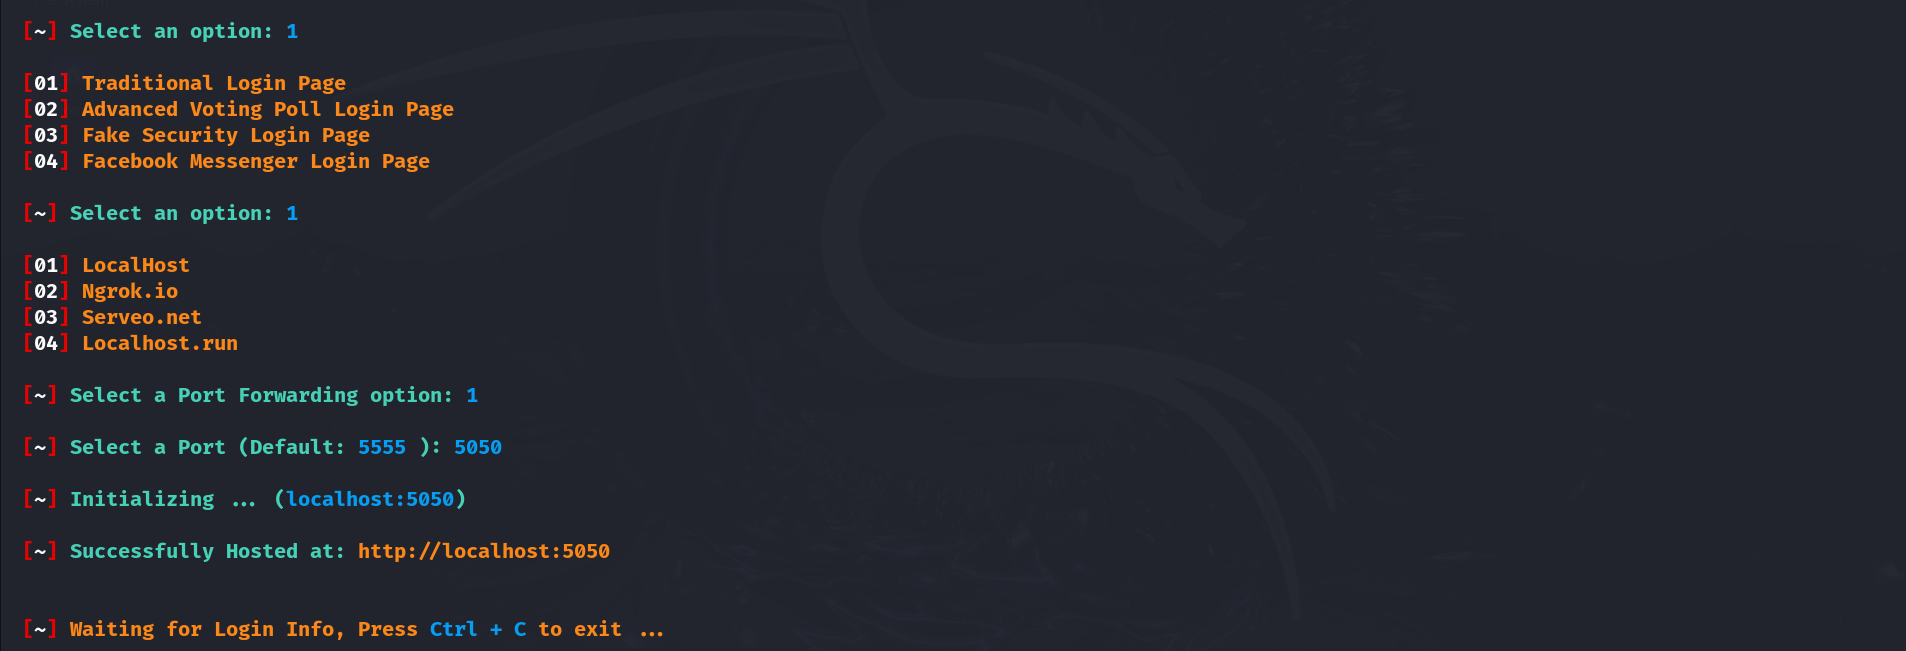 [~] Select an option: 1
[01] Traditional Login Page
[02] Advanced Voting Poll Login Page
[03] Fake Security Login Page
[04] Facebook Messenger Login Page
[~] Select an option: 1
[01] LocalHost
[02] Ngrok.io
[03] Serveo.net
[04] Localhost.run
[~] Select a Port Forwarding option: 1
[~] Select a Port (Default: 5555 ): 5050
[~] Initializing ... (localhost:5050)
[~] Successfully Hosted at: http://localhost:5050
[~] Waiting for Login Info, Press Ctrl + C to exit ...